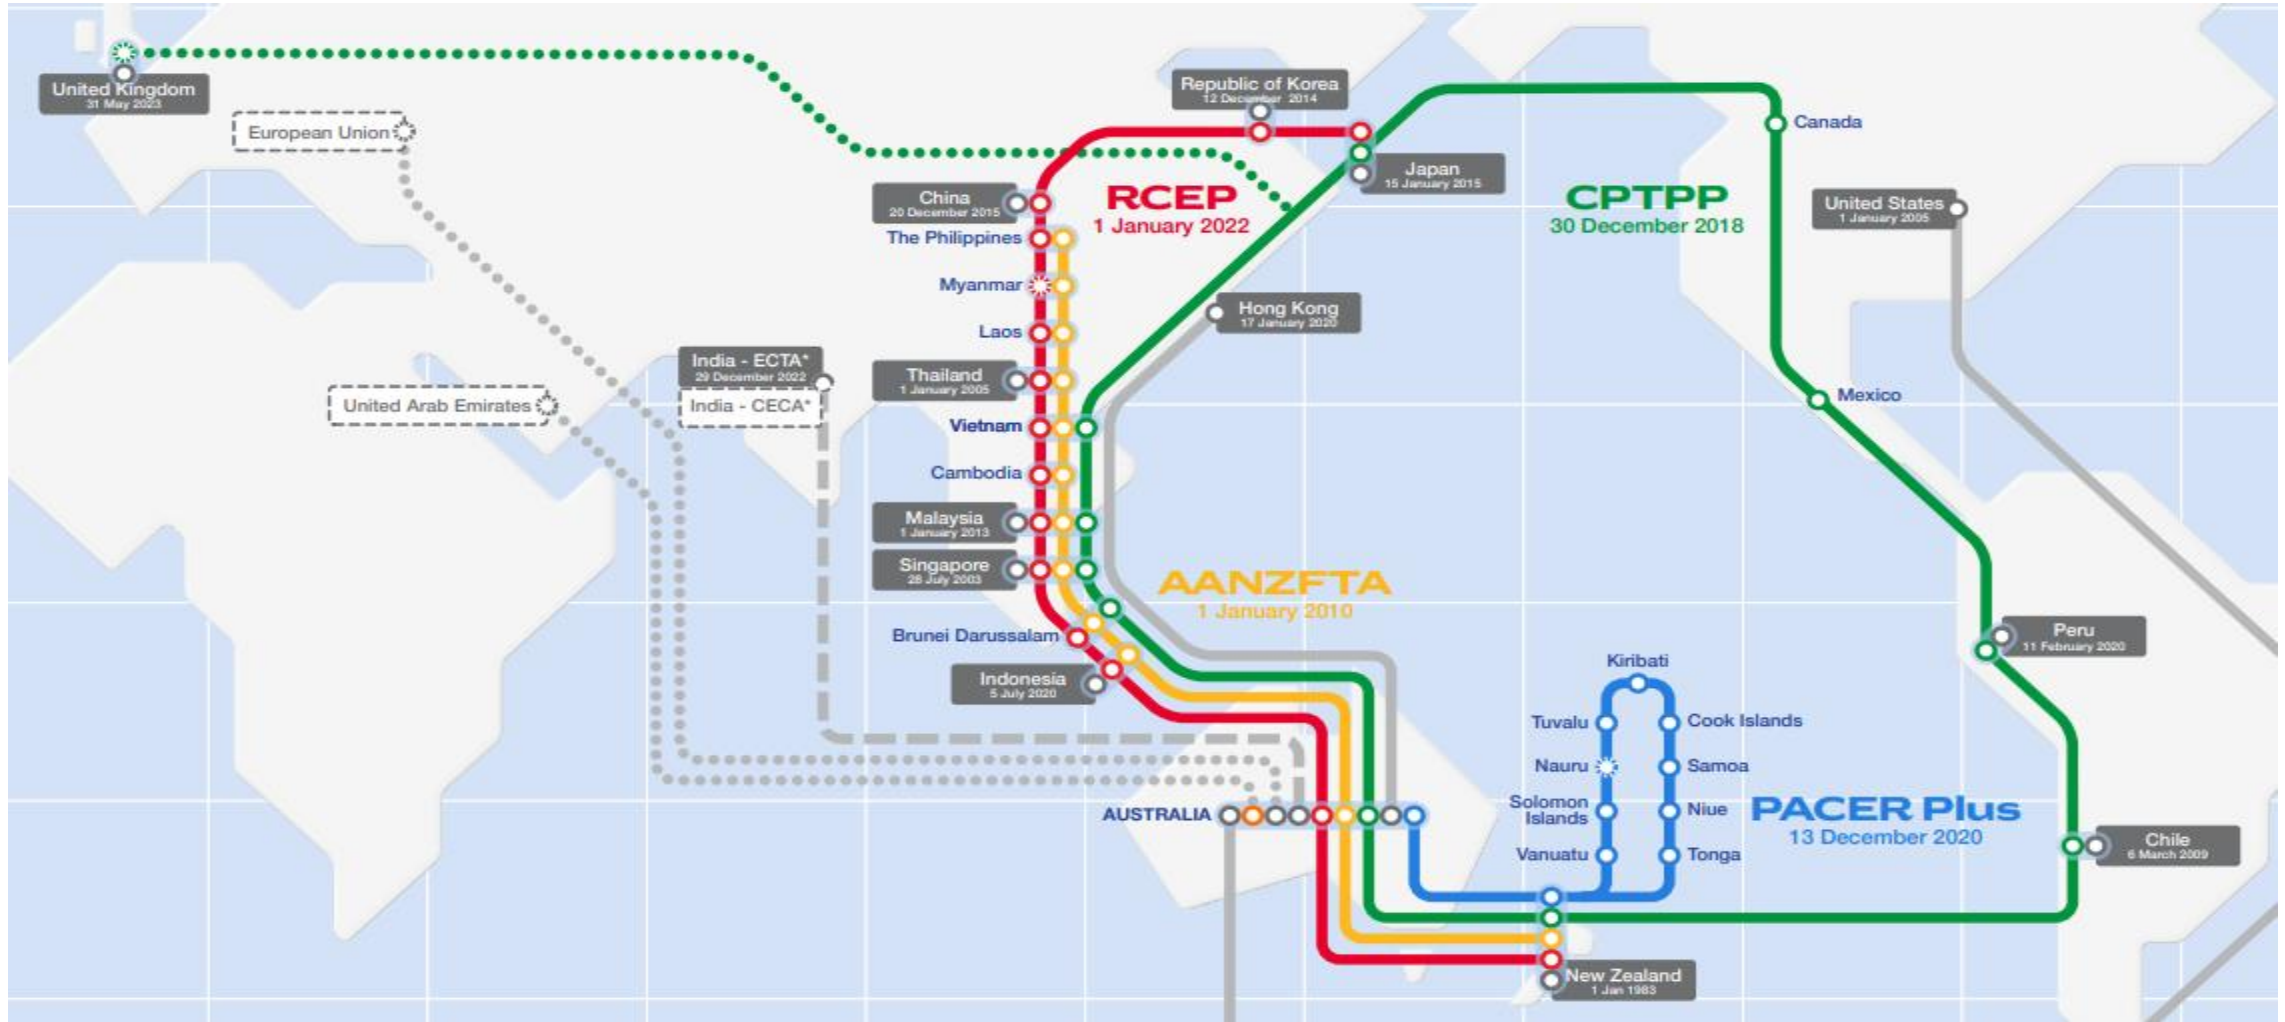 United Kingdom
31 May 2023
European Union
Republic of Korea
12 December 2014
Canada
Japan
15 January 2015
China
20 December 2015
RCEP
1 January 2022
CPTPP
30 December 2018
United States
1 January 2005
The Philippines
Myanmar
Hong Kong
17 January 2020
Laos
India - ECTA*
29 December 2022
India - CECA*
Thailand
1 January 2005
United Arab Emirates
Mexico
Vietnam
Cambodia
Malaysia
1 January 2013
Singapore
28 July 2003
AANZFTA
1 January 2010
Brunei Darussalam
Peru
11 February 2020
Indonesia
5 July 2020
Kiribati
Tuvalu
Cook Islands
Nauru
Samoa
AUSTRALIA
Solomon
Islands
Niue
PACER Plus
13 December 2020
Vanuatu
Tonga
Chile
6 March 2009
New Zealand
1 Jan 1983